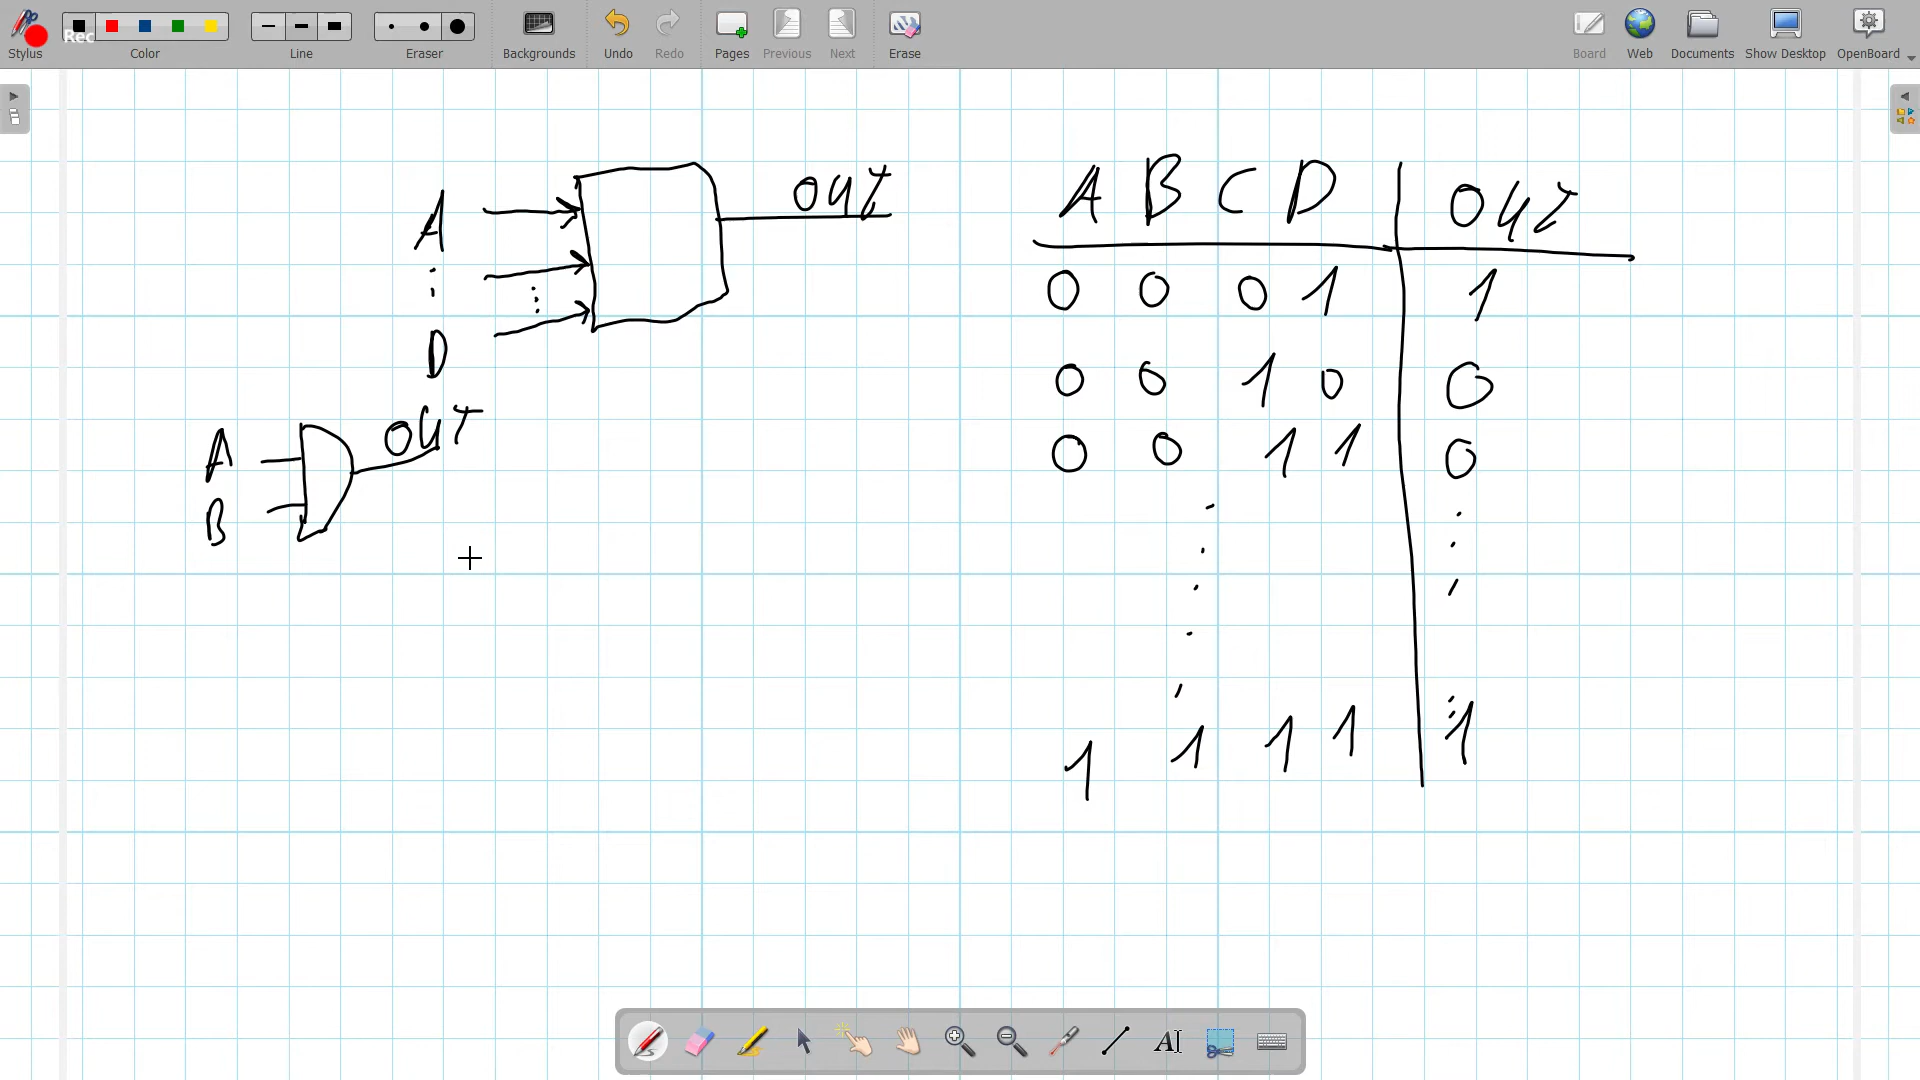 Rec
Stylus Color Line Eraser Backgrounds Undo Redo Pages Previous Next Erase Board Web Documents Show Desktop OpenBoard
A OUT
D
A OUT
B
A B C D OUT
0 0 0 1 1
0 0 1 0 0
0 0 1 1 0
1 1 1 1 1
AI